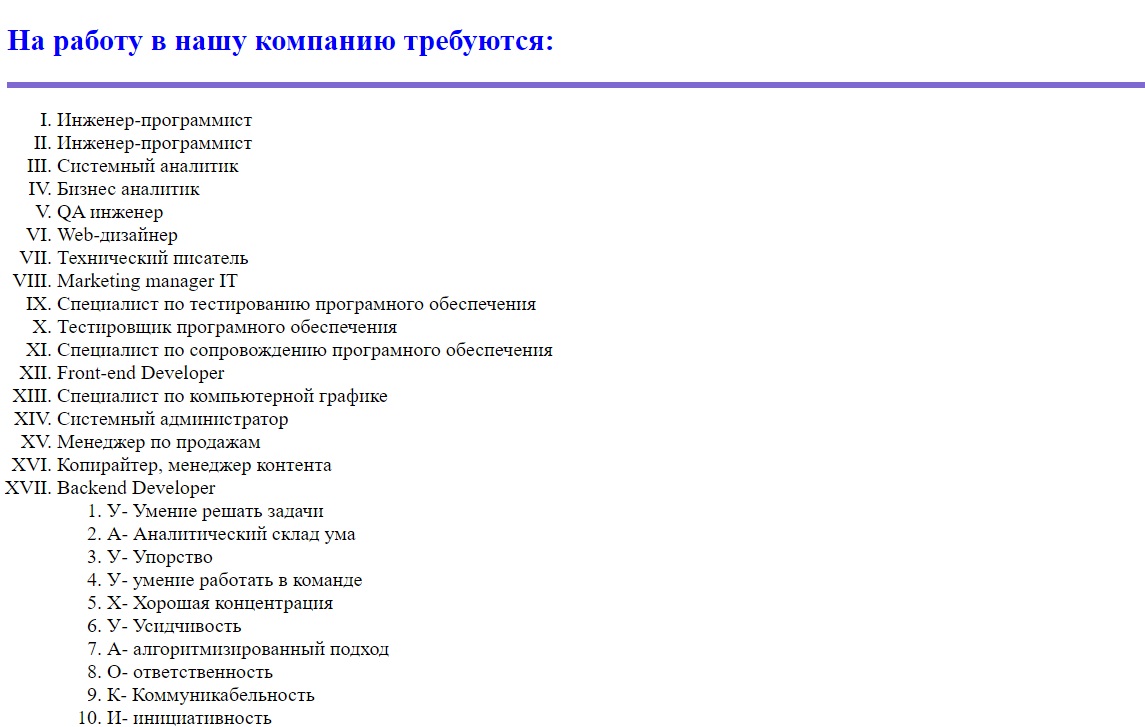 На работу в нашу компанию требуются:
I. Инженер-программист
II. Инженер-программист
III. Системный аналитик
IV. Бизнес аналитик
V. QA инженер
VI. Web-дизайнер
VII. Технический писатель
VIII. Marketing manager IT
IX. Специалист по тестированию програмного обеспечения
X. Тестировщик програмного обеспечения
XI. Специалист по сопровождению програмного обеспечения
XII. Front-end Developer
XIII. Специалист по компьютерной графике
XIV. Системный администратор
XV. Менеджер по продажам
XVI. Копирайтер, менеджер контента
XVII. Backend Developer
1. У- Умение решать задачи
2. А- Аналитический склад ума
3. У- Упорство
4. У- умение работать в команде
5. Х- Хорошая концентрация
6. У- Усидчивость
7. А- алгоритмизированный подход
8. О- ответственность
9. К- Коммуникабельность
10. И- инициативность